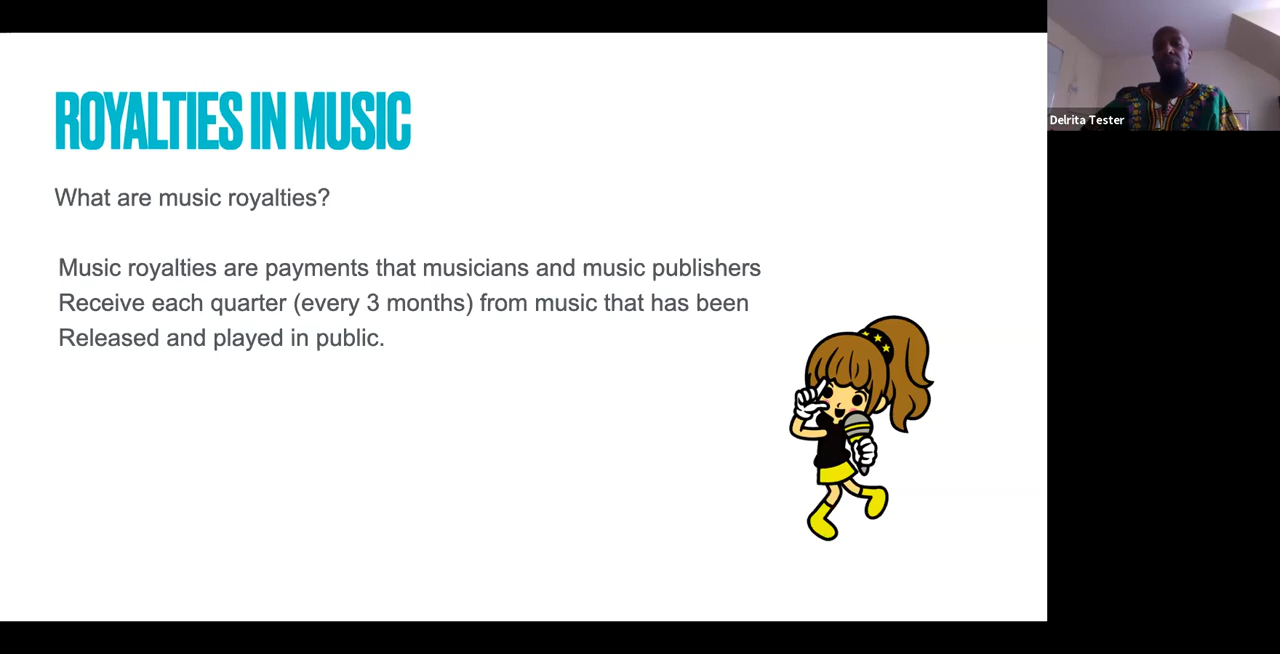 ROYALTIES IN MUSIC
What are music royalties?
Music royalties are payments that musicians and music publishers
Receive each quarter (every 3 months) from music that has been
Released and played in public.
Delrita Tester